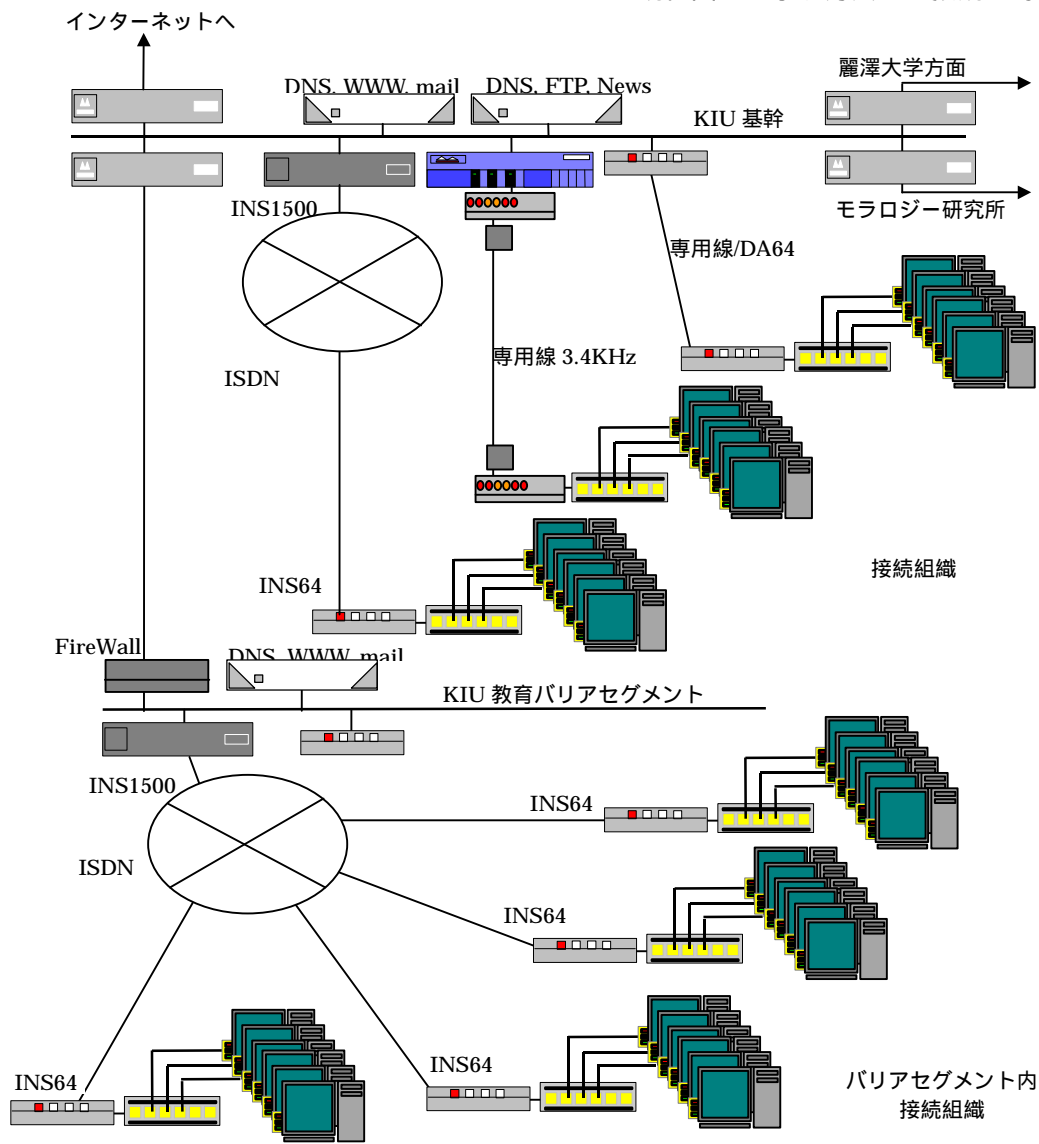 インターネットへ
麗澤大学方面
DNS, WWW, mail
DNS, FTP, News
KIU 基幹
INS1500
モラロジー研究所
専用線/DA64
専用線 3.4KHz
ISDN
接続組織
INS64
FireWall
DNS, WWW, mail
KIU 教育バリアセグメント
INS1500
INS64
ISDN
INS64
INS64
INS64
バリアセグメント内
接続組織